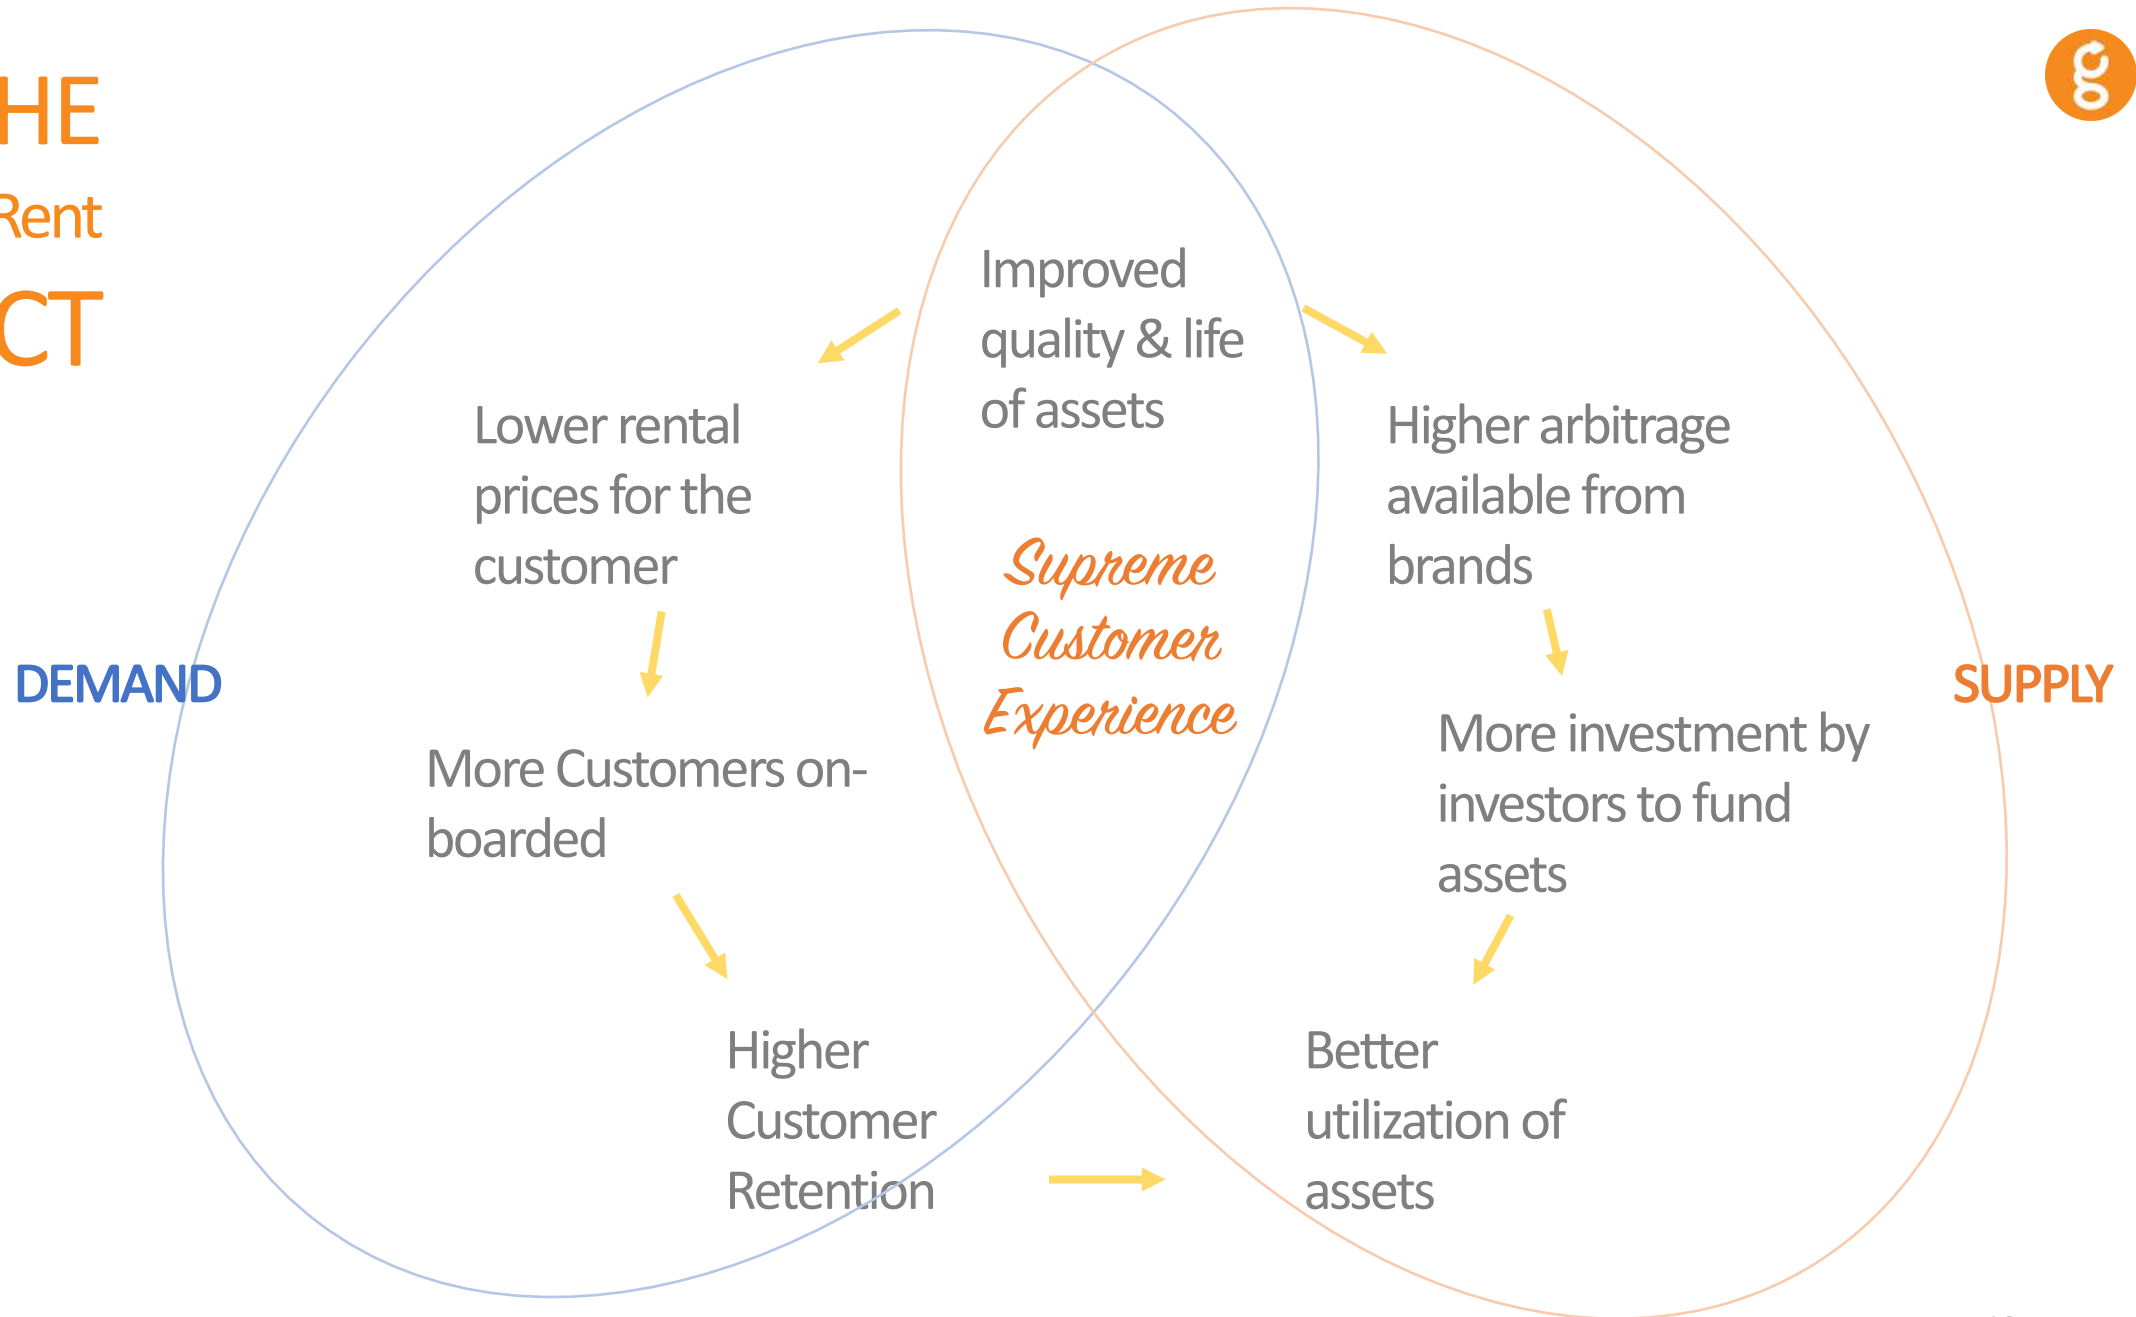 HE
Rent
CT
g
Improved
quality & life
of assets
Lower rental
prices for the
customer
Higher arbitrage
available from
brands
Supreme
Customer
Experience
DEMAND
SUPPLY
More Customers on-
boarded
More investment by
investors to fund
assets
Higher
Customer
Retention
Better
utilization of
assets